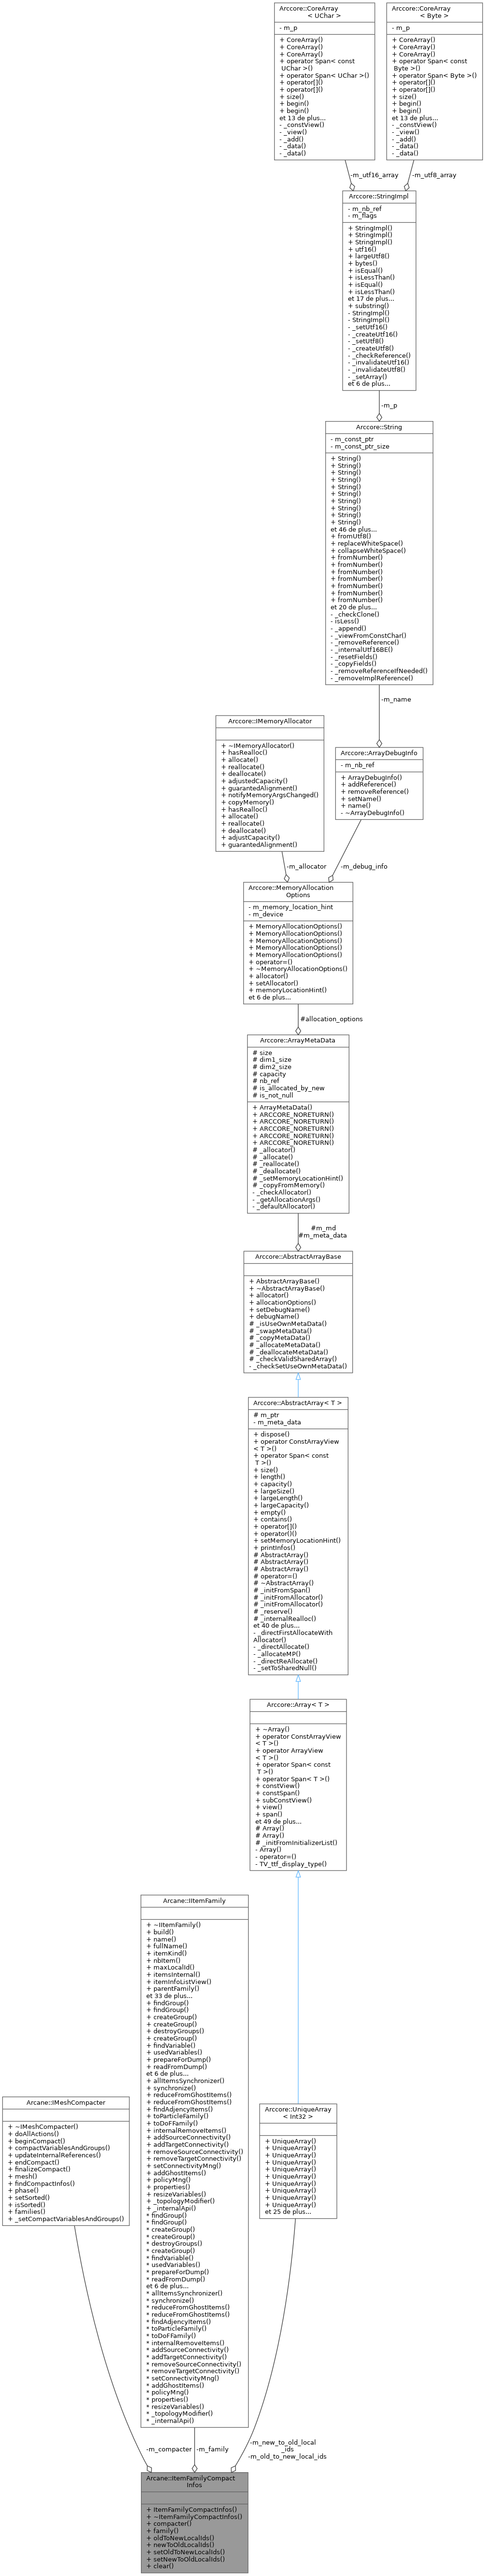 Arccore::CoreArray
< UChar >
- m_p
+ CoreArray()
+ CoreArray()
+ CoreArray()
+ operator Span< const
UChar >()
+ operator Span< UChar >()
+ operator[]()
+ operator[]()
+ size()
+ begin()
+ begin()
et 13 de plus...
- _constView()
- _view()
- _add()
- _data()
- _data()
Arccore::CoreArray
< Byte >
- m_p
+ CoreArray()
+ CoreArray()
+ CoreArray()
+ operator Span< const
Byte >()
+ operator Span< Byte >()
+ operator[]()
+ operator[]()
+ size()
+ begin()
+ begin()
et 13 de plus...
- _constView()
- _view()
- _add()
- _data()
- _data()
-m_utf16_array
-m_utf8_array
Arccore::StringImpl
- m_nb_ref
- m_flags
+ StringImpl()
+ StringImpl()
+ StringImpl()
+ utf16()
+ largeUtf8()
+ bytes()
+ isEqual()
+ isLessThan()
+ isEqual()
+ isLessThan()
et 17 de plus...
+ substring()
- StringImpl()
- StringImpl()
- _setUtf16()
- _createUtf16()
- _setUtf8()
- _createUtf8()
- _checkReference()
- _invalidateUtf16()
- _invalidateUtf8()
- _setArray()
et 6 de plus...
-m_p
Arccore::String
- m_const_ptr
- m_const_ptr_size
+ String()
+ String()
+ String()
+ String()
+ String()
+ String()
+ String()
+ String()
+ String()
+ String()
et 46 de plus...
+ fromUtf8()
+ replaceWhiteSpace()
+ collapseWhiteSpace()
+ fromNumber()
+ fromNumber()
+ fromNumber()
+ fromNumber()
+ fromNumber()
+ fromNumber()
+ fromNumber()
et 20 de plus...
- _checkClone()
- isLess()
- _append()
- _viewFromConstChar()
- _removeReference()
- _internalUtf16BE()
- _resetFields()
- _copyFields()
- _removeReferenceIfNeeded()
- _removeImplReference()
-m_name
Arccore::IMemoryAllocator
+ ~IMemoryAllocator()
+ hasRealloc()
+ allocate()
+ reallocate()
+ deallocate()
+ adjustedCapacity()
+ guarantedAlignment()
+ notifyMemoryArgsChanged()
+ copyMemory()
+ hasRealloc()
+ allocate()
+ reallocate()
+ deallocate()
+ adjustCapacity()
+ guarantedAlignment()
Arccore::ArrayDebugInfo
- m_nb_ref
+ ArrayDebugInfo()
+ addReference()
+ removeReference()
+ setName()
+ name()
- ~ArrayDebugInfo()
-m_allocator
-m_debug_info
Arccore::MemoryAllocation
Options
- m_memory_location_hint
- m_device
+ MemoryAllocationOptions()
+ MemoryAllocationOptions()
+ MemoryAllocationOptions()
+ MemoryAllocationOptions()
+ MemoryAllocationOptions()
+ operator=()
+ ~MemoryAllocationOptions()
+ allocator()
+ setAllocator()
+ memoryLocationHint()
et 6 de plus...
#allocation_options
Arccore::ArrayMetaData
# size
# dim1_size
# dim2_size
# capacity
# nb_ref
# is_allocated_by_new
# is_not_null
+ ArrayMetaData()
+ ARCCORE_NORETURN()
+ ARCCORE_NORETURN()
+ ARCCORE_NORETURN()
+ ARCCORE_NORETURN()
+ ARCCORE_NORETURN()
# _allocator()
# _allocate()
# _reallocate()
# _deallocate()
# _setMemoryLocationHint()
# _copyFromMemory()
- _checkAllocator()
- _getAllocationArgs()
- _defaultAllocator()
#m_md
#m_meta_data
Arccore::AbstractArrayBase
+ AbstractArrayBase()
+ ~AbstractArrayBase()
+ allocator()
+ allocationOptions()
+ setDebugName()
+ debugName()
# _isUseOwnMetaData()
# _swapMetaData()
# _copyMetaData()
# _allocateMetaData()
# _deallocateMetaData()
# _checkValidSharedArray()
- _checkSetUseOwnMetaData()
Arccore::AbstractArray< T >
# m_ptr
- m_meta_data
+ dispose()
+ operator ConstArrayView
< T >()
+ operator Span< const
T >()
+ size()
+ length()
+ capacity()
+ largeSize()
+ largeLength()
+ largeCapacity()
+ empty()
+ contains()
+ operator[]()
+ operator()()
+ setMemoryLocationHint()
+ printInfos()
# AbstractArray()
# AbstractArray()
# AbstractArray()
# operator=()
# ~AbstractArray()
# _initFromSpan()
# _initFromAllocator()
# _initFromAllocator()
# _reserve()
# _internalRealloc()
et 40 de plus...
- _directFirstAllocateWith
Allocator()
- _directAllocate()
- _allocateMP()
- _directReAllocate()
- _setToSharedNull()
Arccore::Array< T >
+ ~Array()
+ operator ConstArrayView
< T >()
+ operator ArrayView
< T >()
+ operator Span< const
T >()
+ operator Span< T >()
+ constView()
+ constSpan()
+ subConstView()
+ view()
+ span()
et 49 de plus...
# Array()
# Array()
# _initFromInitializerList()
- Array()
- operator=()
- TV_ttf_display_type()
Arcane::IItemFamily
+ ~IItemFamily()
+ build()
+ name()
+ fullName()
+ itemKind()
+ nbItem()
+ maxLocalId()
+ itemsInternal()
+ itemInfoListView()
+ parentFamily()
et 33 de plus...
+ findGroup()
+ findGroup()
+ createGroup()
+ createGroup()
+ destroyGroups()
+ createGroup()
+ findVariable()
+ usedVariables()
+ prepareForDump()
+ readFromDump()
et 6 de plus...
+ allItemsSynchronizer()
+ synchronize()
+ reduceFromGhostItems()
+ reduceFromGhostItems()
+ findAdjencyItems()
+ toParticleFamily()
+ toDoFFamily()
+ internalRemoveItems()
+ addSourceConnectivity()
+ addTargetConnectivity()
+ removeSourceConnectivity()
+ removeTargetConnectivity()
+ setConnectivityMng()
+ addGhostItems()
+ policyMng()
+ properties()
+ resizeVariables()
+ _topologyModifier()
+ _internalApi()
* findGroup()
* findGroup()
* createGroup()
* createGroup()
* destroyGroups()
* createGroup()
* findVariable()
* usedVariables()
* prepareForDump()
* readFromDump()
et 6 de plus...
* allItemsSynchronizer()
* synchronize()
* reduceFromGhostItems()
* reduceFromGhostItems()
* findAdjencyItems()
* toParticleFamily()
* toDoFFamily()
* internalRemoveItems()
* addSourceConnectivity()
* addTargetConnectivity()
* removeSourceConnectivity()
* removeTargetConnectivity()
* setConnectivityMng()
* addGhostItems()
* policyMng()
* properties()
* resizeVariables()
* _topologyModifier()
* _internalApi()
Arcane::IMeshCompacter
+ ~IMeshCompacter()
+ doAllActions()
+ beginCompact()
+ compactVariablesAndGroups()
+ updateInternalReferences()
+ endCompact()
+ finalizeCompact()
+ mesh()
+ findCompactInfos()
+ phase()
+ setSorted()
+ isSorted()
+ families()
+ _setCompactVariablesAndGroups()
Arccore::UniqueArray
< Int32 >
+ UniqueArray()
+ UniqueArray()
+ UniqueArray()
+ UniqueArray()
+ UniqueArray()
+ UniqueArray()
+ UniqueArray()
+ UniqueArray()
+ UniqueArray()
+ UniqueArray()
et 25 de plus...
-m_compacter
-m_family
-m_new_to_old_local
_ids
-m_old_to_new_local_ids
Arcane::ItemFamilyCompact
Infos
+ ItemFamilyCompactInfos()
+ ~ItemFamilyCompactInfos()
+ compacter()
+ family()
+ oldToNewLocalIds()
+ newToOldLocalIds()
+ setOldToNewLocalIds()
+ setNewToOldLocalIds()
+ clear()